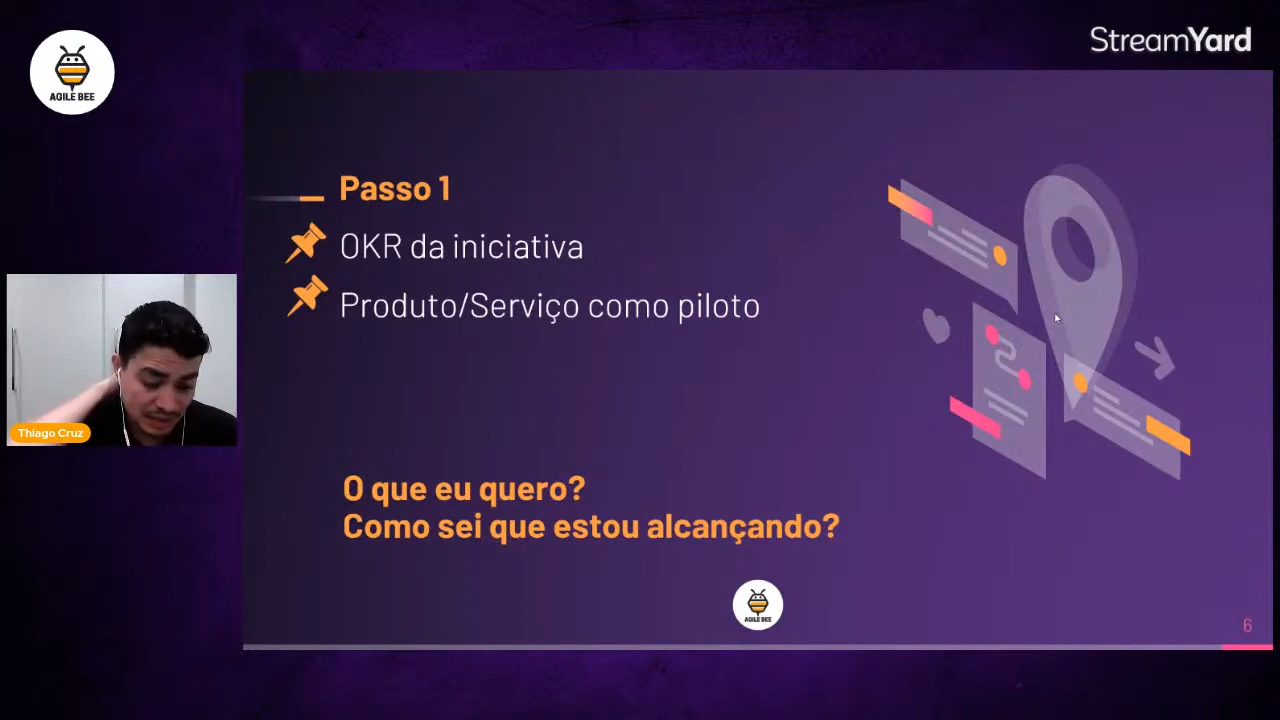 AGILE BEE
StreamYard
Passo 1
OKR da iniciativa
Produto/Serviço como piloto
Thiago Cruz
O que eu quero?
Como sei que estou alcançando?
AGILE BEE
6